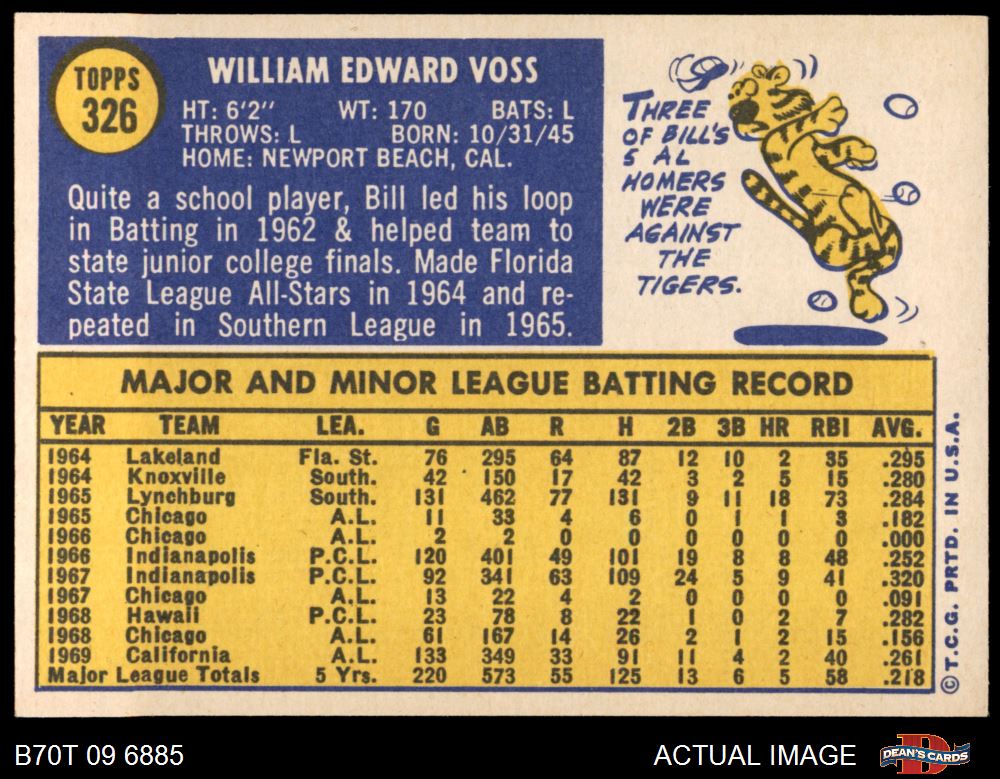 TOPPS
326
WILLIAM EDWARD VOSS
HT: 6'2" WT: 170 BATS: L
THROWS: L BORN: 10/31/45
HOME: NEWPORT BEACH, CAL.
Quite a school player, Bill led his loop
in Batting in 1962 & helped team to
state junior college finals. Made Florida
State League All-Stars in 1964 and re-
peated in Southern League in 1965.
THREE
OF BILL'S
5 AL
HOMERS
WERE
AGAINST
THE
TIGERS.
MAJOR AND MINOR LEAGUE BATTING RECORD
YEAR TEAM LEA. G AB R H 2B 3B HR RBI AVG.
1964 Lakeland Fla. St. 76 295 64 87 12 10 2 35 .295
1964 Knoxville South. 42 150 17 42 3 2 5 15 .280
1965 Lynchburg South. 131 462 77 131 9 11 18 73 .284
1965 Chicago A.L. 11 33 4 6 0 1 1 3 .182
1966 Chicago A.L. 2 2 0 0 0 0 0 0 .000
1966 Indianapolis P.C.L. 120 401 49 101 19 8 8 48 .252
1967 Indianapolis P.C.L. 92 341 63 109 24 5 9 41 .320
1967 Chicago A.L. 13 22 4 2 0 0 0 0 .091
1968 Hawaii P.C.L. 23 78 8 22 1 0 2 7 .282
1968 Chicago A.L. 61 167 14 26 2 1 2 15 .156
1969 California A.L. 133 349 33 91 11 4 2 40 .261
Major League Totals 5 Yrs. 220 573 55 125 13 6 5 58 .218
© T.C.G. PRTD. IN U.S.A.
B70T 09 6885
ACTUAL IMAGE
DEAN'S CARDS